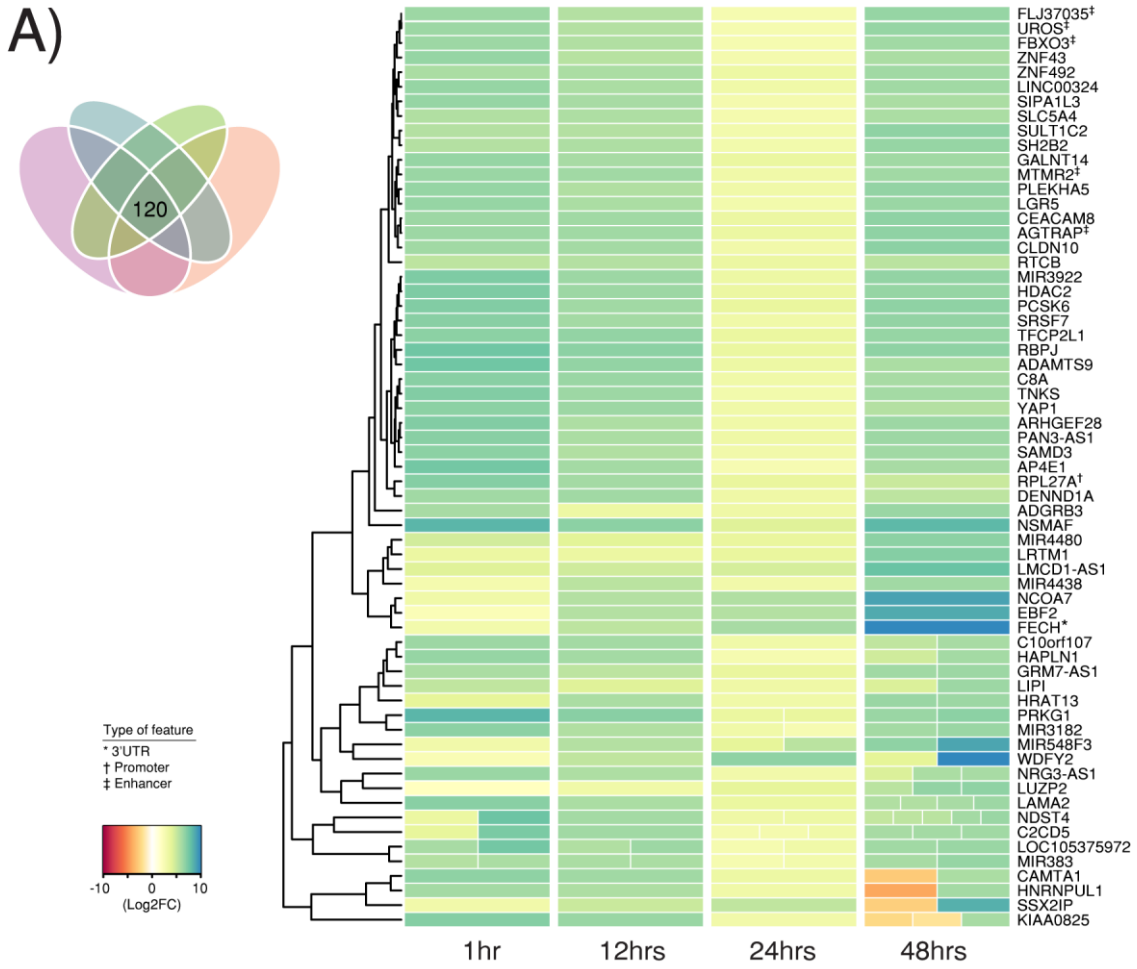 A)
120
FLJ37035‡
UROS‡
FBXO3‡
ZNF43
ZNF492
LINC00324
SIPA1L3
SLC5A4
SULT1C2
SH2B2
GALNT14
MTMR2‡
PLEKHA5
LGR5
CEACAM8
AGTRAP‡
CLDN10
RTCB
MIR3922
HDAC2
PCSK6
SRSF7
TFCP2L1
RBPJ
ADAMTS9
C8A
TNKS
YAP1
ARHGEF28
PAN3-AS1
SAMD3
AP4E1
RPL27A†
DENND1A
ADGRB3
NSMAF
MIR4480
LRTM1
LMCD1-AS1
MIR4438
NCOA7
EBF2
FECH*
C10orf107
HAPLN1
GRM7-AS1
LIPI
HRAT13
PRKG1
MIR3182
MIR548F3
WDFY2
NRG3-AS1
LUZP2
LAMA2
NDST4
C2CD5
LOC105375972
MIR383
CAMTA1
HNRNPUL1
SSX2IP
KIAA0825
Type of feature
* 3'UTR
† Promoter
‡ Enhancer
-10 0 10
(Log2FC)
1hr 12hrs 24hrs 48hrs